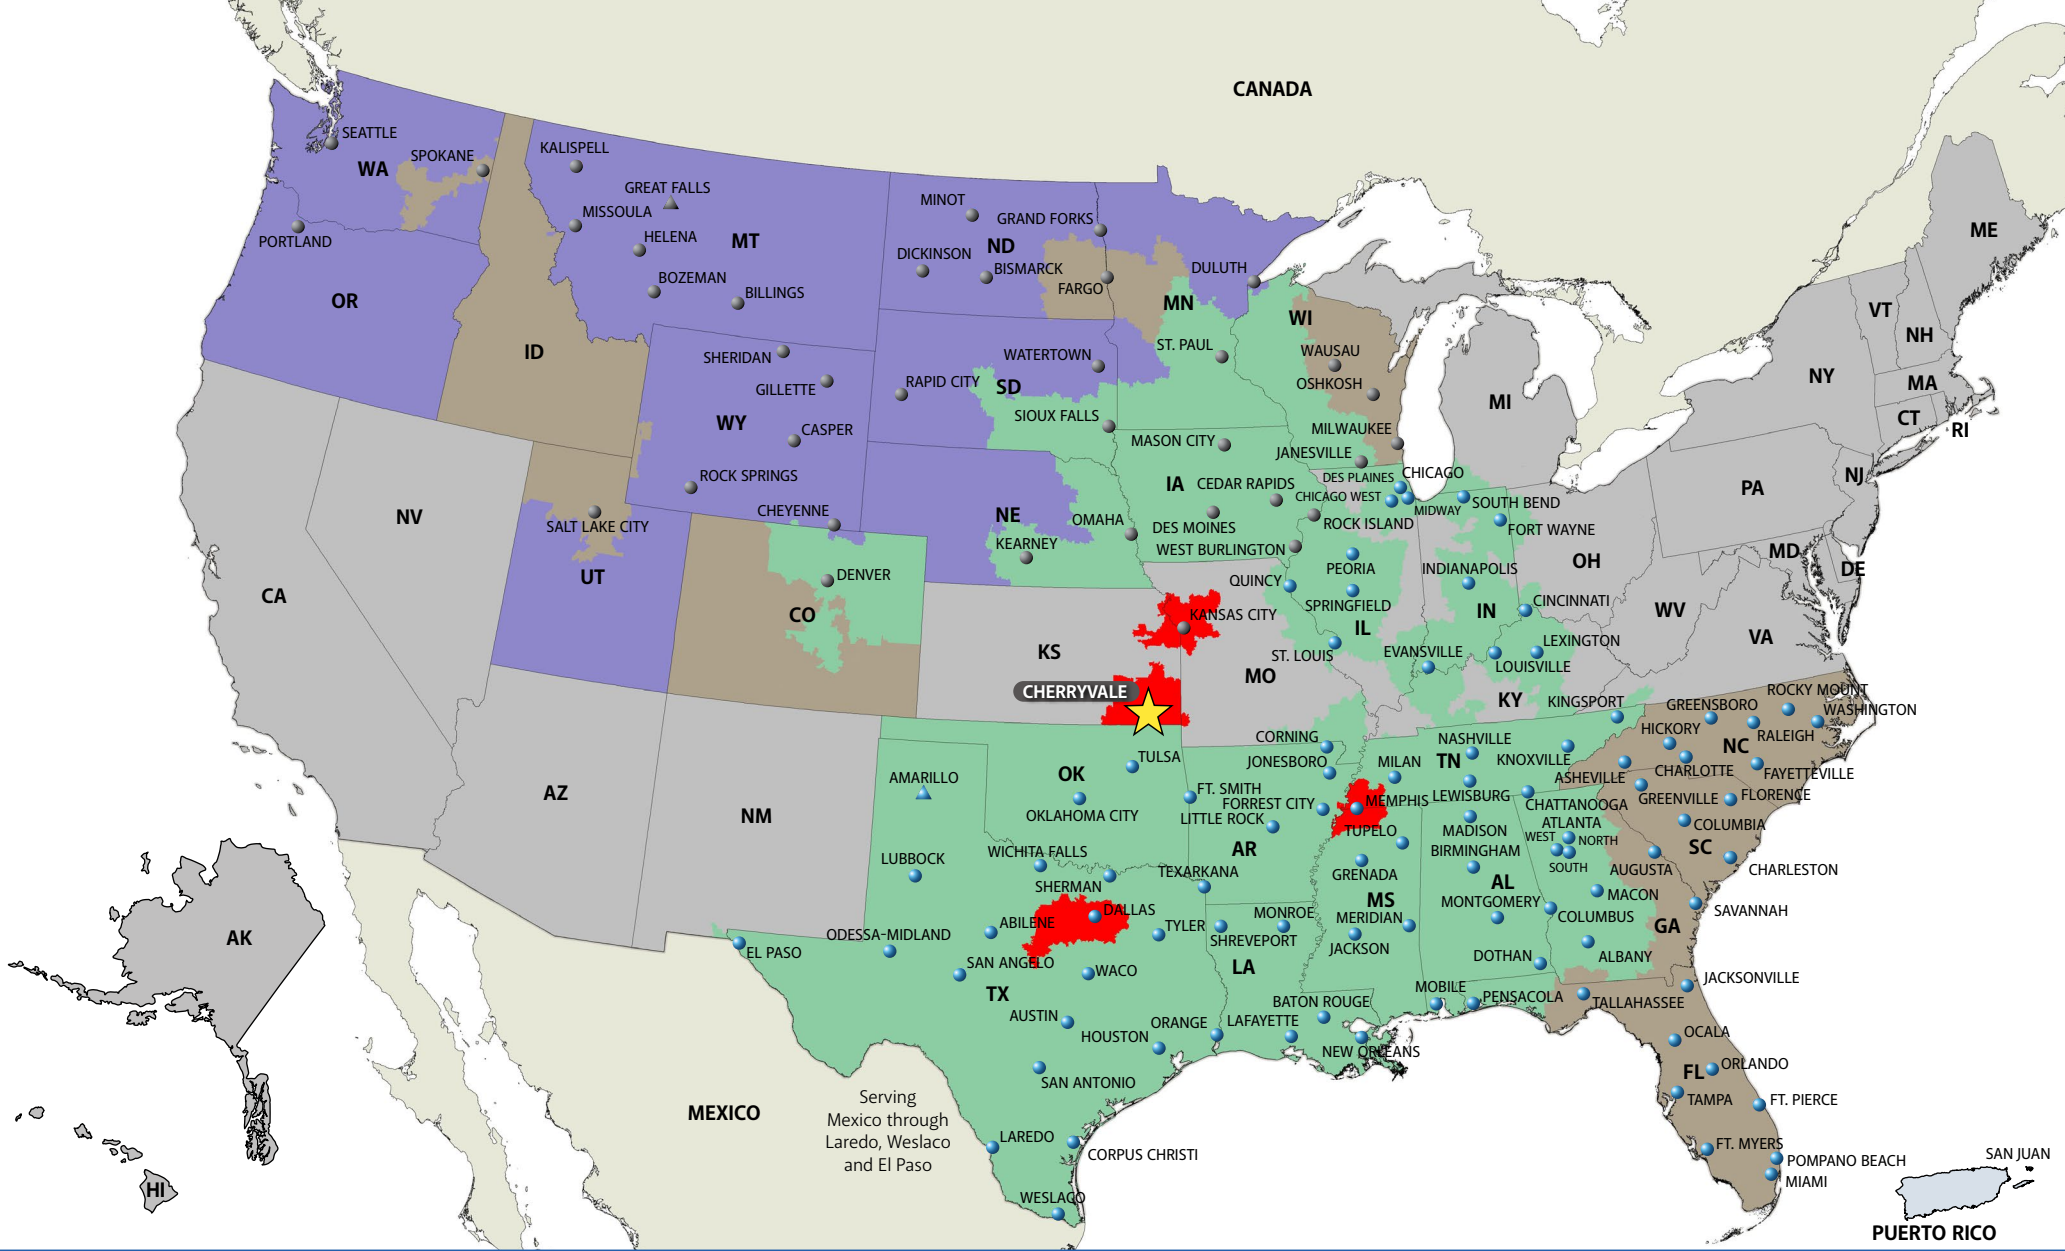 CANADA
SEATTLE
SPOKANE
WA
KALISPELL
GREAT FALLS
MISSOULA
HELENA
MT
BOZEMAN
BILLINGS
PORTLAND
OR
ID
MINOT
GRAND FORKS
ND
DICKINSON
BISMARCK
FARGO
DULUTH
MN
WI
ME
VT
NH
NY
MA
CT
RI
MI
ST. PAUL
WAUSAU
OSHKOSH
MILWAUKEE
JANESVILLE
SHERIDAN
GILLETTE
WY
CASPER
ROCK SPRINGS
CHEYENNE
WATERTOWN
RAPID CITY
SD
SIOUX FALLS
MASON CITY
IA
CEDAR RAPIDS
DES MOINES
WEST BURLINGTON
DES PLAINES
CHICAGO
CHICAGO WEST
MIDWAY
ROCK ISLAND
SOUTH BEND
FORT WAYNE
PA
NJ
MD
DE
OH
WV
VA
NV
CA
SALT LAKE CITY
UT
NE
OMAHA
KEARNEY
DENVER
CO
QUINCY
PEORIA
SPRINGFIELD
IL
INDIANAPOLIS
IN
CINCINNATI
LEXINGTON
LOUISVILLE
EVANSVILLE
ST. LOUIS
KANSAS CITY
KS
MO
CHERRYVALE
KY
KINGSPORT
ROCKY MOUNT
GREENSBORO
WASHINGTON
HICKORY
RALEIGH
NC
CHARLOTTE
FAYETTEVILLE
ASHEVILLE
GREENVILLE
FLORENCE
COLUMBIA
SC
CHARLESTON
AZ
NM
TULSA
OK
OKLAHOMA CITY
AMARILLO
LUBBOCK
WICHITA FALLS
SHERMAN
CORNING
JONESBORO
FT. SMITH
FORREST CITY
LITTLE ROCK
AR
TEXARKANA
NASHVILLE
TN
MILAN
KNOXVILLE
MEMPHIS
LEWISBURG
CHATTANOOGA
TUPELO
MADISON
BIRMINGHAM
ATLANTA
WEST
NORTH
SOUTH
AUGUSTA
GRENADA
MS
AL
MONTGOMERY
MACON
COLUMBUS
SAVANNAH
GA
MERIDIAN
JACKSON
DOTHAN
ALBANY
DALLAS
ABILENE
TYLER
MONROE
SHREVEPORT
LA
ODESSA-MIDLAND
EL PASO
SAN ANGELO
WACO
TX
AUSTIN
HOUSTON
ORANGE
LAFAYETTE
BATON ROUGE
NEW ORLEANS
MOBILE
PENSACOLA
TALLAHASSEE
JACKSONVILLE
OCALA
ORLANDO
FL
TAMPA
FT. PIERCE
FT. MYERS
POMPANO BEACH
MIAMI
SAN ANTONIO
MEXICO
Serving
Mexico through
Laredo, Weslaco
and El Paso
LAREDO
CORPUS CHRISTI
WESLACO
AK
HI
SAN JUAN
PUERTO RICO